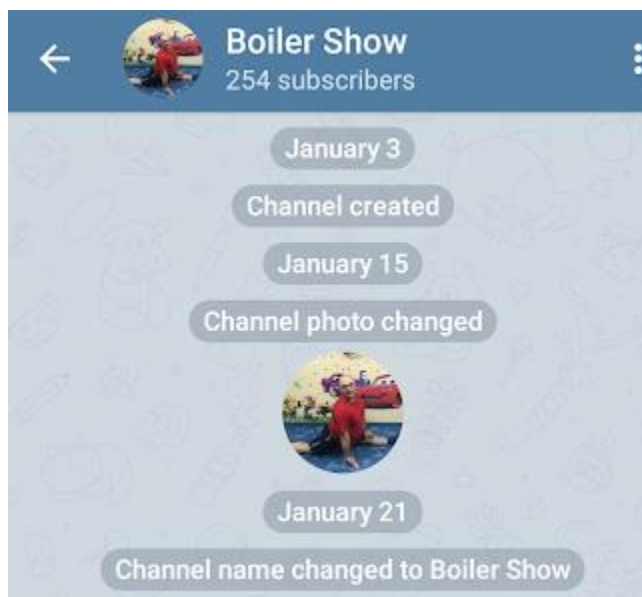 Boiler Show
254 subscribers
January 3
Channel created
January 15
Channel photo changed
January 21
Channel name changed to Boiler Show